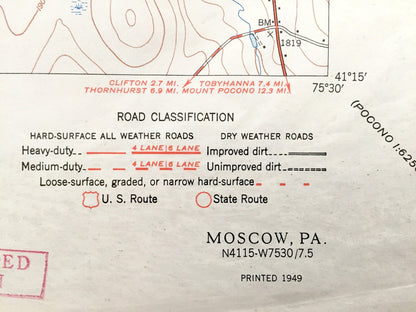 BM
1819
CLIFTON 2.7 MI.
TOBYHANNA 7.4 MI.
THORNHURST 6.9 MI.
MOUNT POCONO 12.3 MI.
41°15'
75°30'
(POCONO 1:625
ROAD CLASSIFICATION
HARD-SURFACE ALL WEATHER ROADS DRY WEATHER ROADS
Heavy-duty 4 LANE 6 LANE Improved dirt
Medium-duty 4 LANE 6 LANE Unimproved dirt
Loose-surface, graded, or narrow hard-surface
U. S. Route State Route
MOSCOW, PA.
N4115-W7530/7.5
PRINTED 1949